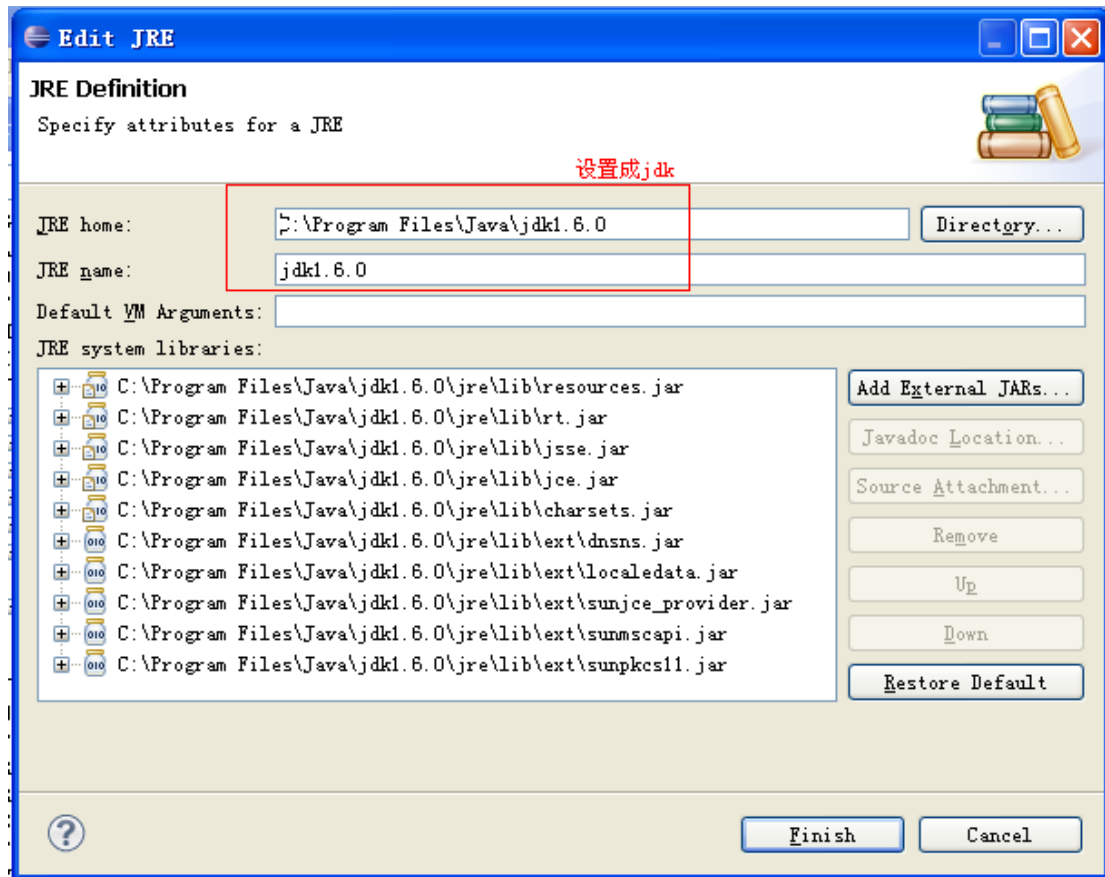 Edit JRE
JRE Definition
Specify attributes for a JRE
设置成jdk
JRE home:
:\Program Files\Java\jdk1.6.0
Directory...
JRE name:
jdk1.6.0
Default VM Arguments:
JRE system libraries:
C:\Program Files\Java\jdk1.6.0\jre\lib\resources.jar
C:\Program Files\Java\jdk1.6.0\jre\lib\rt.jar
C:\Program Files\Java\jdk1.6.0\jre\lib\jsse.jar
C:\Program Files\Java\jdk1.6.0\jre\lib\jce.jar
C:\Program Files\Java\jdk1.6.0\jre\lib\charsets.jar
C:\Program Files\Java\jdk1.6.0\jre\lib\ext\dnsns.jar
C:\Program Files\Java\jdk1.6.0\jre\lib\ext\localedata.jar
C:\Program Files\Java\jdk1.6.0\jre\lib\ext\sunjce_provider.jar
C:\Program Files\Java\jdk1.6.0\jre\lib\ext\sunmscapi.jar
C:\Program Files\Java\jdk1.6.0\jre\lib\ext\sunpkcs11.jar
Add External JARs...
Javadoc Location...
Source Attachment...
Remove
Up
Down
Restore Default
?
Finish
Cancel